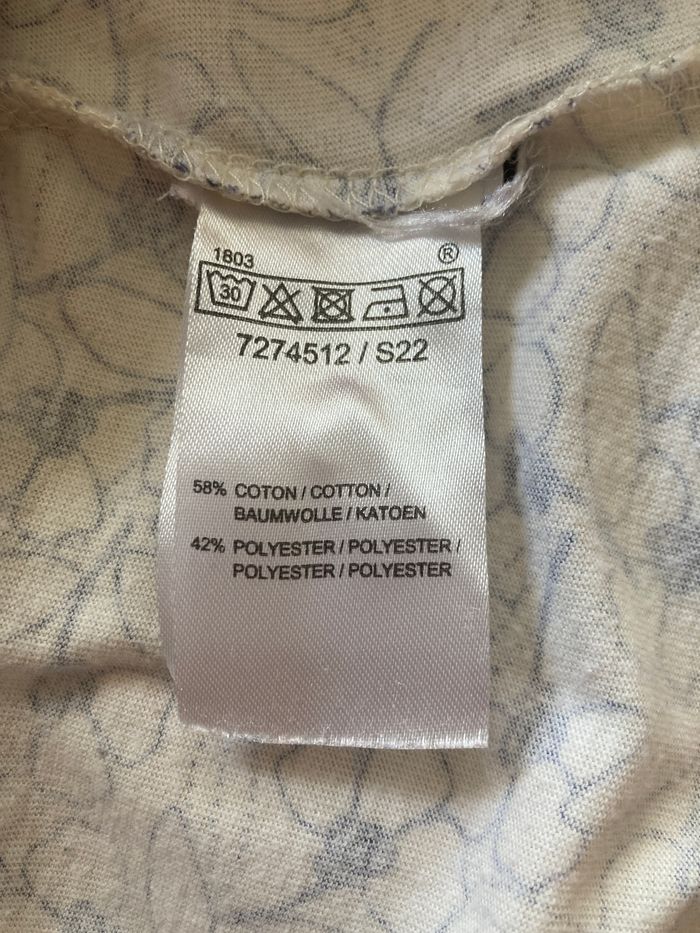 1803 ®
30
7274512 / S22
58% COTON / COTTON /
BAUMWOLLE / KATOEN
42% POLYESTER / POLYESTER /
POLYESTER / POLYESTER